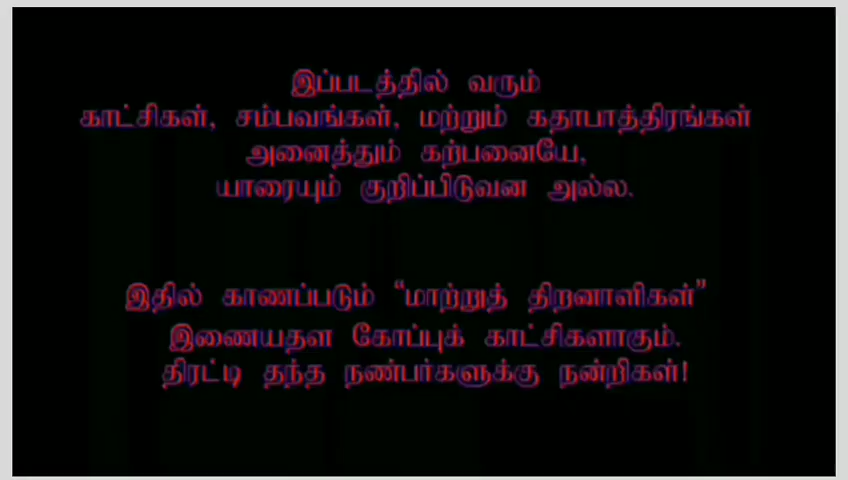 இப்படத்தில் வரும்
காட்சிகள், சம்பவங்கள், மற்றும் கதாபாத்திரங்கள்
அனைத்தும் கற்பனையே,
யாரையும் குறிப்பிடுவன அல்ல.
இதில் காணப்படும் “மாற்றுத் திறனாளிகள்”
இணையதள கோப்புக் காட்சிகளாகும்.
திரட்டி தந்த நண்பர்களுக்கு நன்றிகள்!